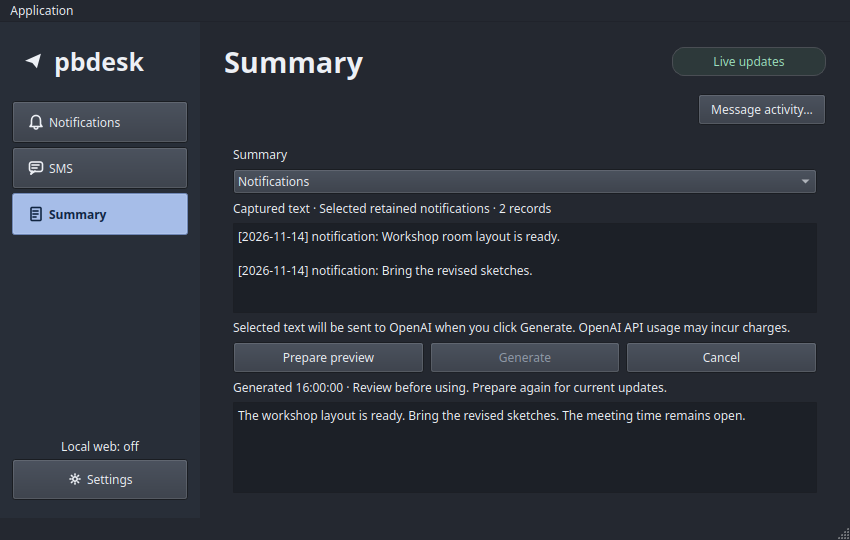 Application
pbdesk
Notifications
SMS
Summary
Local web: off
Settings
Summary
Live updates
Message activity...
Summary
Notifications
Captured text · Selected retained notifications · 2 records
[2026-11-14] notification: Workshop room layout is ready.
[2026-11-14] notification: Bring the revised sketches.
Selected text will be sent to OpenAI when you click Generate. OpenAI API usage may incur charges.
Prepare preview
Generate
Cancel
Generated 16:00:00 · Review before using. Prepare again for current updates.
The workshop layout is ready. Bring the revised sketches. The meeting time remains open.